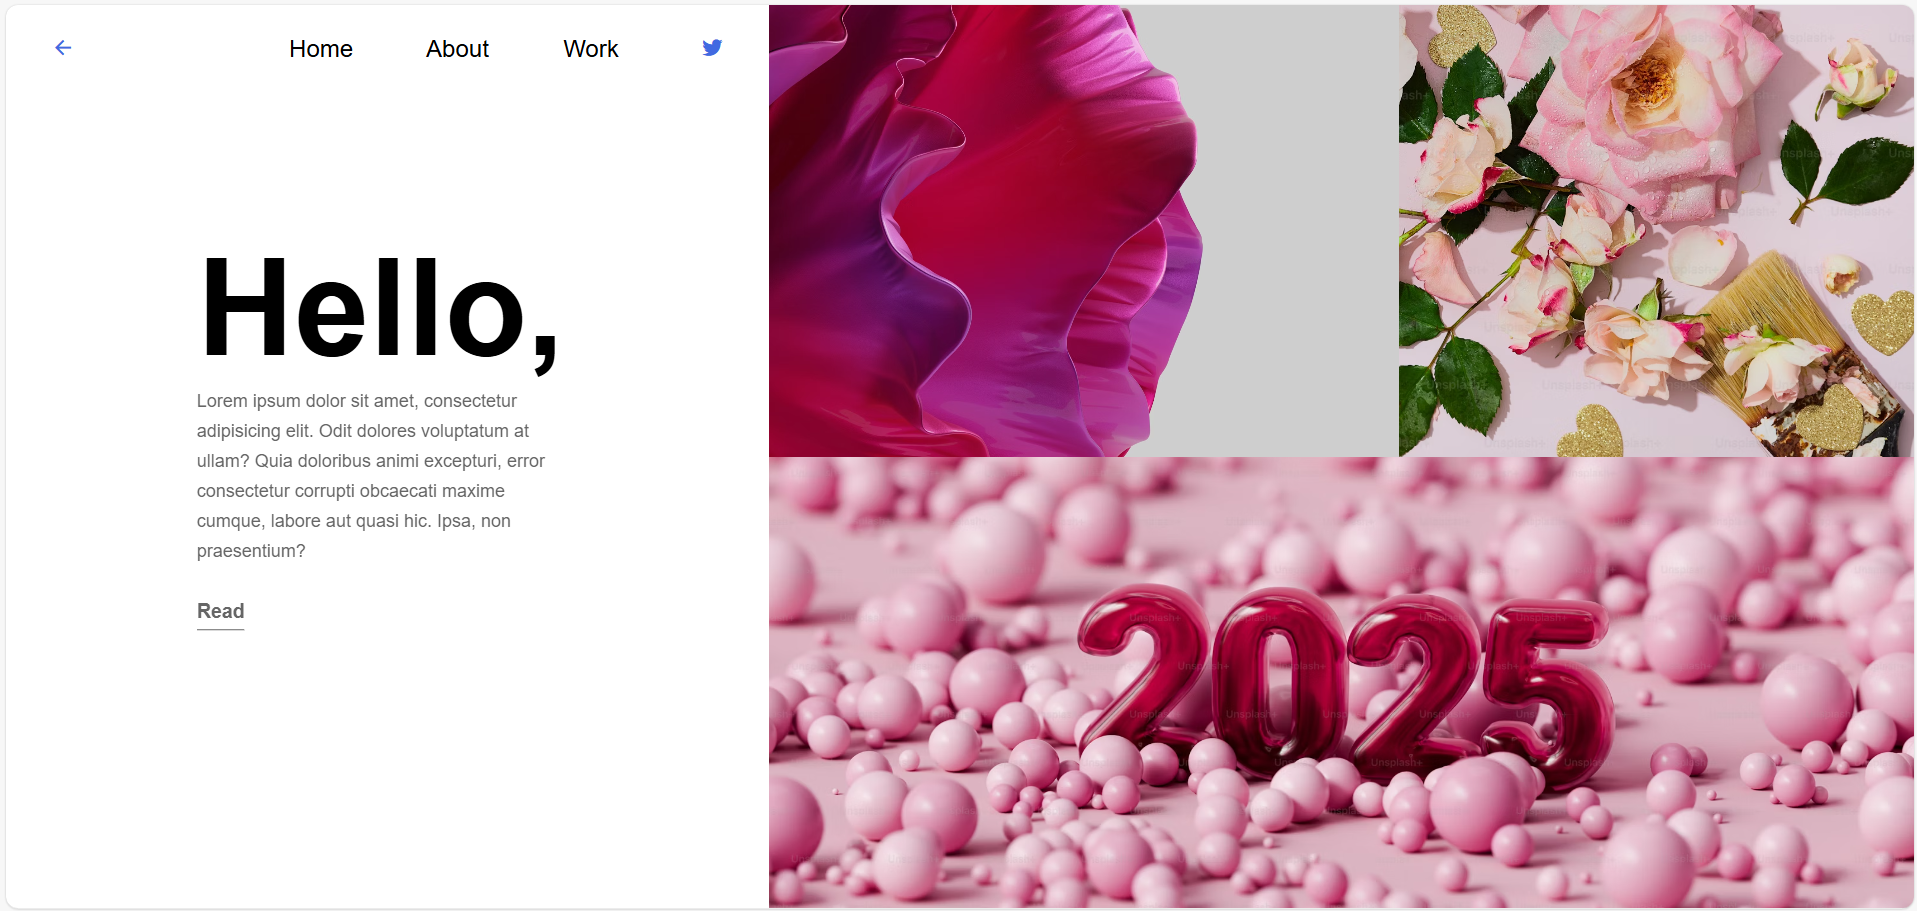 Home About Work
Hello,
Lorem ipsum dolor sit amet, consectetur
adipisicing elit. Odit dolores voluptatum at
ullam? Quia doloribus animi excepturi, error
consectetur corrupti obcaecati maxime
cumque, labore aut quasi hic. Ipsa, non
praesentium?
Read
2025
Unsplash+